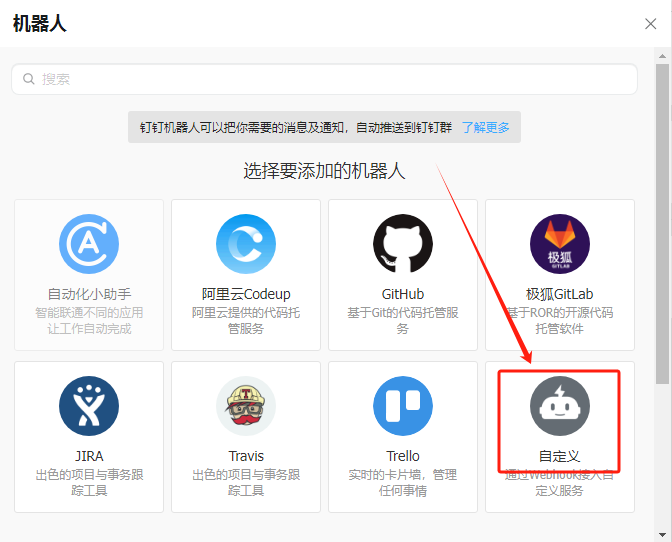 机器人
搜索
钉钉机器人可以把你需要的消息及通知，自动推送到钉钉群 了解更多
选择要添加的机器人
自动化小助手
智能联通不同的应用
让工作自动完成
阿里云Codeup
阿里云提供的代码托
管服务
GitHub
基于Git的代码托管服
务
极狐
GITLAB
极狐GitLab
基于ROR的开源代码
托管软件
JIRA
出色的项目与事务跟
踪工具
Travis
出色的项目与事务跟
踪工具
Trello
实时的卡片墙，管理
任何事情
自定义
通过Webhook接入自
定义服务